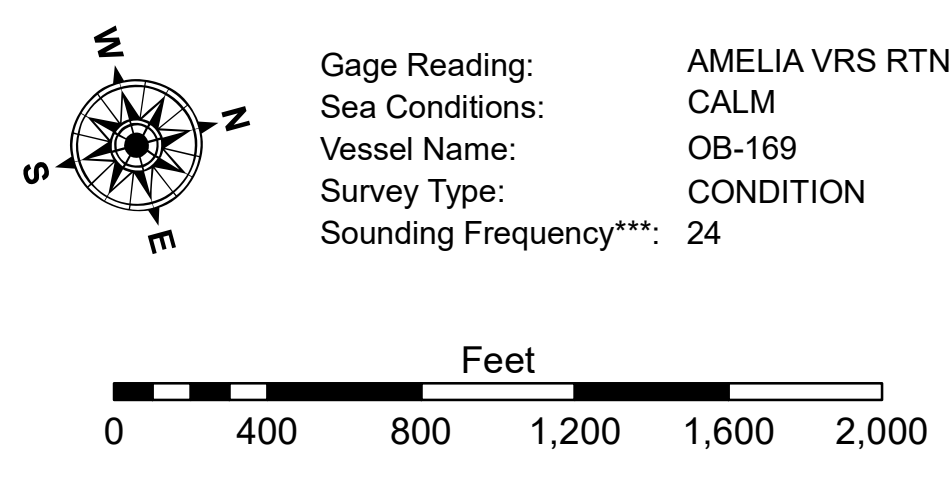 W
N
S
E
Gage Reading: AMELIA VRS RTN
Sea Conditions: CALM
Vessel Name: OB-169
Survey Type: CONDITION
Sounding Frequency***: 24
Feet
0 400 800 1,200 1,600 2,000